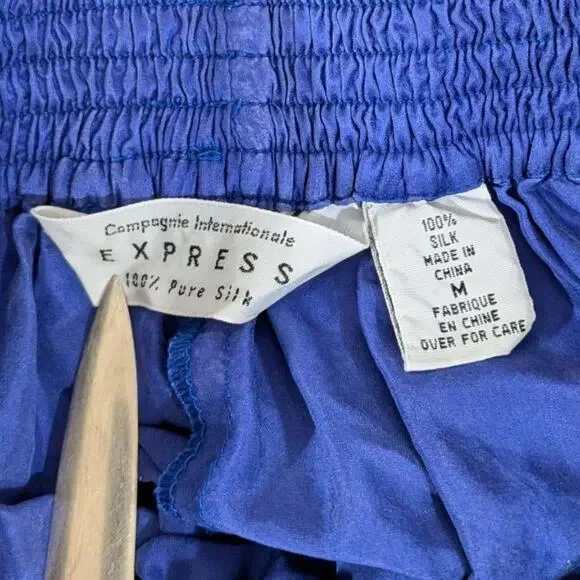 Compagnie Internationale
EXPRESS
100% Pure Silk
100%
SILK
MADE IN
CHINA
M
FABRIQUE
EN CHINE
OVER FOR CARE